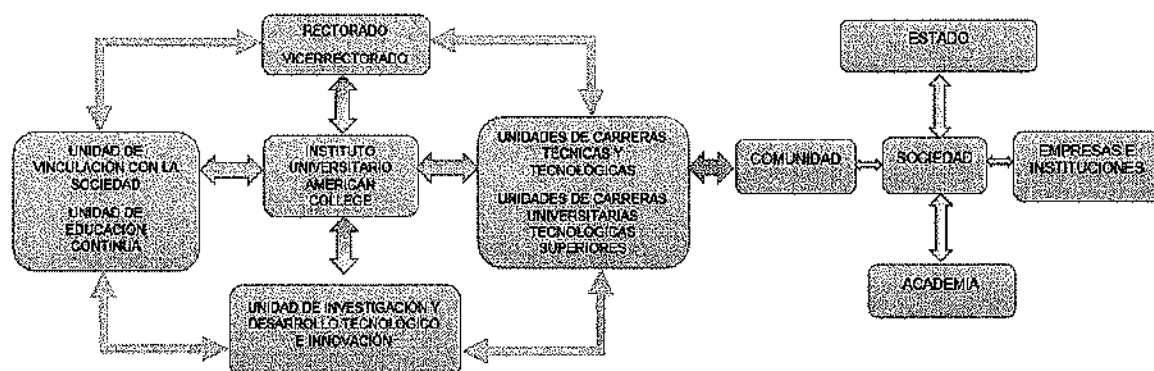 RECTORADO
VICERRECTORADO
ESTADO
UNIDAD DE
VINCULACIÓN CON LA
SOCIEDAD
UNIDAD DE
EDUCACIÓN
CONTINUA
INSTITUTO
UNIVERSITARIO
AMERICAN
COLLEGE
UNIDADES DE CARRERAS
TÉCNICAS Y
TECNOLÓGICAS
UNIDADES DE CARRERAS
UNIVERSITARIAS
TECNOLÓGICAS
SUPERIORES
COMUNIDAD
SOCIEDAD
EMPRESAS E
INSTITUCIONES
ACADEMIA
UNIDAD DE INVESTIGACIÓN Y
DESARROLLO TECNOLÓGICO
E INNOVACIÓN